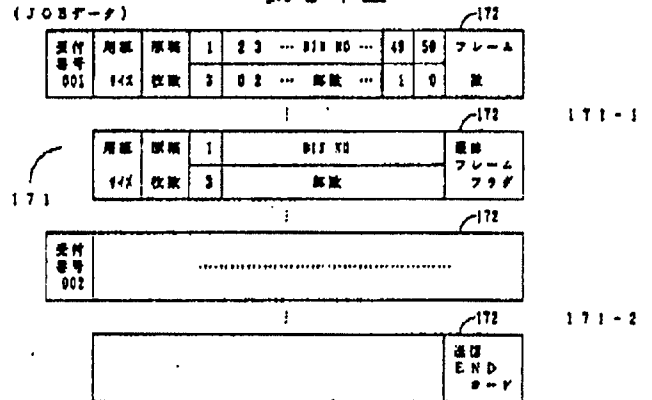 (JOBデータ)
172
受付 用紙 原稿 1 2 3 … BIN NO … 49 50 フレーム
番号
001 サイズ 枚数 3 0 2 … 部数 1 0 数
172
171-1
用紙 原稿 1 BIN NO 最終
フレーム
サイズ 枚数 3 部数 フラグ
171
172
受付
番号
002
172
171-2
送信
END
コード